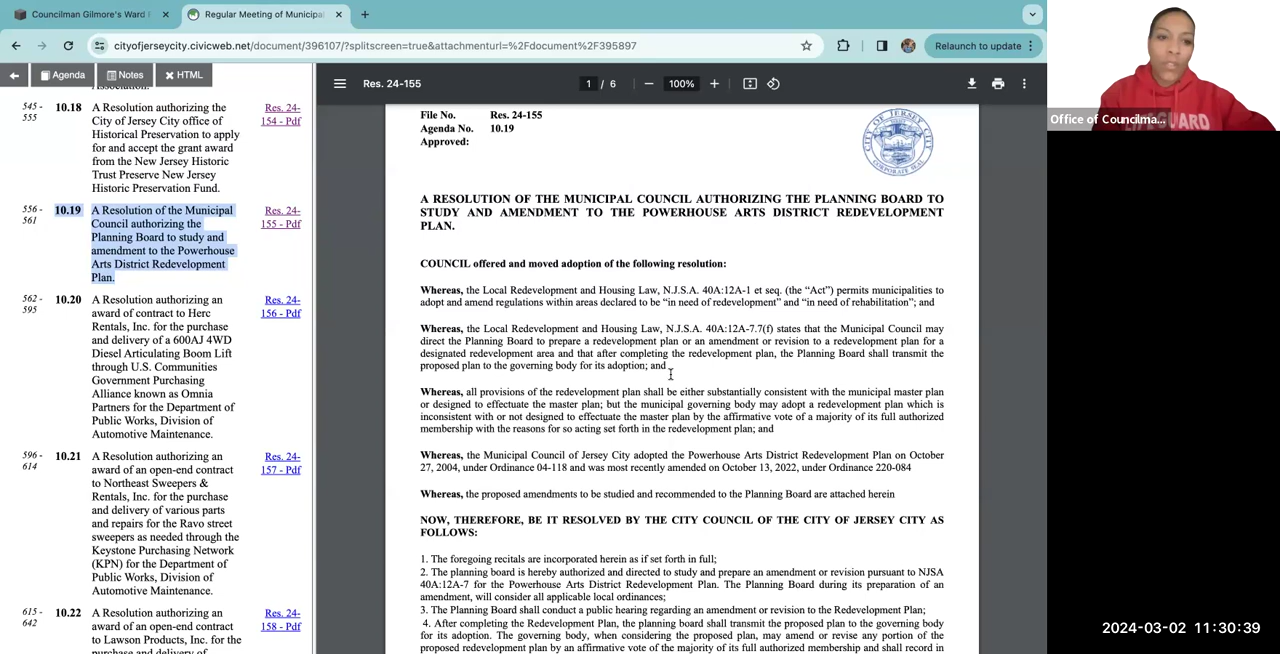 Councilman Gilmore's Ward
Regular Meeting of Municipal
cityofjerseycity.civicweb.net/document/396107/?splitscreen=true&attachmenturl=%2Fdocument%2F395897
Relaunch to update
Agenda
Notes
HTML
Association.
545 - 555
10.18
A Resolution authorizing the
City of Jersey City office of
Historical Preservation to apply
for and accept the grant award
from the New Jersey Historic
Trust Preserve New Jersey
Historic Preservation Fund.
Res. 24-
154 - Pdf
556 - 561
10.19
A Resolution of the Municipal
Council authorizing the
Planning Board to study and
amendment to the Powerhouse
Arts District Redevelopment
Plan.
Res. 24-
155 - Pdf
562 - 595
10.20
A Resolution authorizing an
award of contract to Herc
Rentals, Inc. for the purchase
and delivery of a 600AJ 4WD
Diesel Articulating Boom Lift
through U.S. Communities
Government Purchasing
Alliance known as Omnia
Partners for the Department of
Public Works, Division of
Automotive Maintenance.
Res. 24-
156 - Pdf
596 - 614
10.21
A Resolution authorizing an
award of an open-end contract
to Northeast Sweepers &
Rentals, Inc. for the purchase
and delivery of various parts
and repairs for the Ravo street
sweepers as needed through the
Keystone Purchasing Network
(KPN) for the Department of
Public Works, Division of
Automotive Maintenance.
Res. 24-
157 - Pdf
615 - 642
10.22
A Resolution authorizing an
award of an open-end contract
to Lawson Products, Inc. for the
purchase and delivery of
Res. 24-
158 - Pdf
Res. 24-155
1 / 6
100%
File No. Res. 24-155
Agenda No. 10.19
Approved:
CITY OF JERSEY CITY
CORPORATE SEAL
A RESOLUTION OF THE MUNICIPAL COUNCIL AUTHORIZING THE PLANNING BOARD TO
STUDY AND AMENDMENT TO THE POWERHOUSE ARTS DISTRICT REDEVELOPMENT
PLAN.
COUNCIL offered and moved adoption of the following resolution:
Whereas, the Local Redevelopment and Housing Law, N.J.S.A. 40A:12A-1 et seq. (the “Act”) permits municipalities to
adopt and amend regulations within areas declared to be “in need of redevelopment” and “in need of rehabilitation”; and
Whereas, the Local Redevelopment and Housing Law, N.J.S.A. 40A:12A-7.7(f) states that the Municipal Council may
direct the Planning Board to prepare a redevelopment plan or an amendment or revision to a redevelopment plan for a
designated redevelopment area and that after completing the redevelopment plan, the Planning Board shall transmit the
proposed plan to the governing body for its adoption; and
Whereas, all provisions of the redevelopment plan shall be either substantially consistent with the municipal master plan
or designed to effectuate the master plan; but the municipal governing body may adopt a redevelopment plan which is
inconsistent with or not designed to effectuate the master plan by the affirmative vote of a majority of its full authorized
membership with the reasons for so acting set forth in the redevelopment plan; and
Whereas, the Municipal Council of Jersey City adopted the Powerhouse Arts District Redevelopment Plan on October
27, 2004, under Ordinance 04-118 and was most recently amended on October 13, 2022, under Ordinance 220-084
Whereas, the proposed amendments to be studied and recommended to the Planning Board are attached herein
NOW, THEREFORE, BE IT RESOLVED BY THE CITY COUNCIL OF THE CITY OF JERSEY CITY AS
FOLLOWS:
1. The foregoing recitals are incorporated herein as if set forth in full;
2. The planning board is hereby authorized and directed to study and prepare an amendment or revision pursuant to NJSA
40A:12A-7 for the Powerhouse Arts District Redevelopment Plan. The Planning Board during its preparation of an
amendment, will consider all applicable local ordinances;
3. The Planning Board shall conduct a public hearing regarding an amendment or revision to the Redevelopment Plan;
4. After completing the Redevelopment Plan, the planning board shall transmit the proposed plan to the governing body
for its adoption. The governing body, when considering the proposed plan, may amend or revise any portion of the
proposed redevelopment plan by an affirmative vote of the majority of its full authorized membership and shall record in
Office of Councilma...
2024-03-02 11:30:39